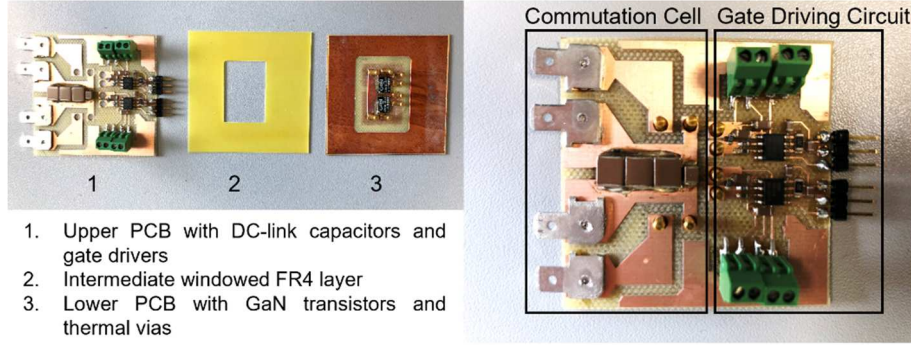 Commutation Cell Gate Driving Circuit
1 2 3
1. Upper PCB with DC-link capacitors and
gate drivers
2. Intermediate windowed FR4 layer
3. Lower PCB with GaN transistors and
thermal vias